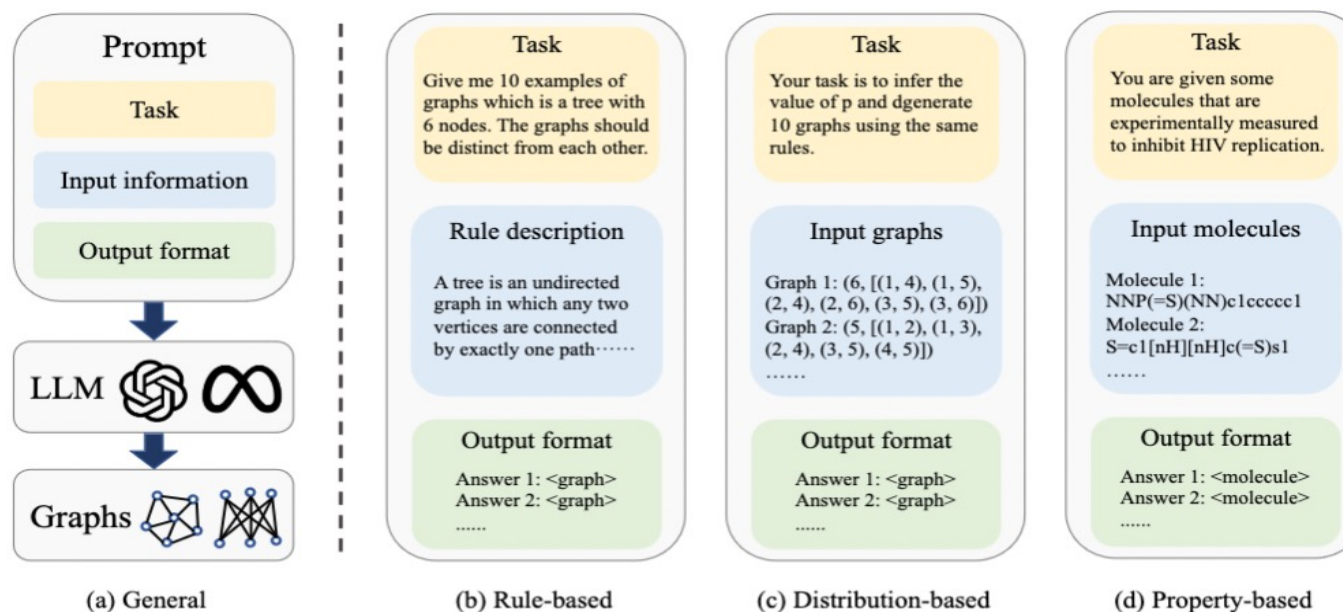 Prompt
Task
Input information
Output format
LLM
Graphs
(a) General
Task
Give me 10 examples of
graphs which is a tree with
6 nodes. The graphs should
be distinct from each other.
Rule description
A tree is an undirected
graph in which any two
vertices are connected
by exactly one path……
Output format
Answer 1: <graph>
Answer 2: <graph>
......
(b) Rule-based
Task
Your task is to infer the
value of p and dgenerate
10 graphs using the same
rules.
Input graphs
Graph 1: (6, [(1, 4), (1, 5),
(2, 4), (2, 6), (3, 5), (3, 6)])
Graph 2: (5, [(1, 2), (1, 3),
(2, 4), (3, 5), (4, 5)])
……
Output format
Answer 1: <graph>
Answer 2: <graph>
......
(c) Distribution-based
Task
You are given some
molecules that are
experimentally measured
to inhibit HIV replication.
Input molecules
Molecule 1:
NNP(=S)(NN)c1ccccc1
Molecule 2:
S=c1[nH][nH]c(=S)s1
……
Output format
Answer 1: <molecule>
Answer 2: <molecule>
......
(d) Property-based